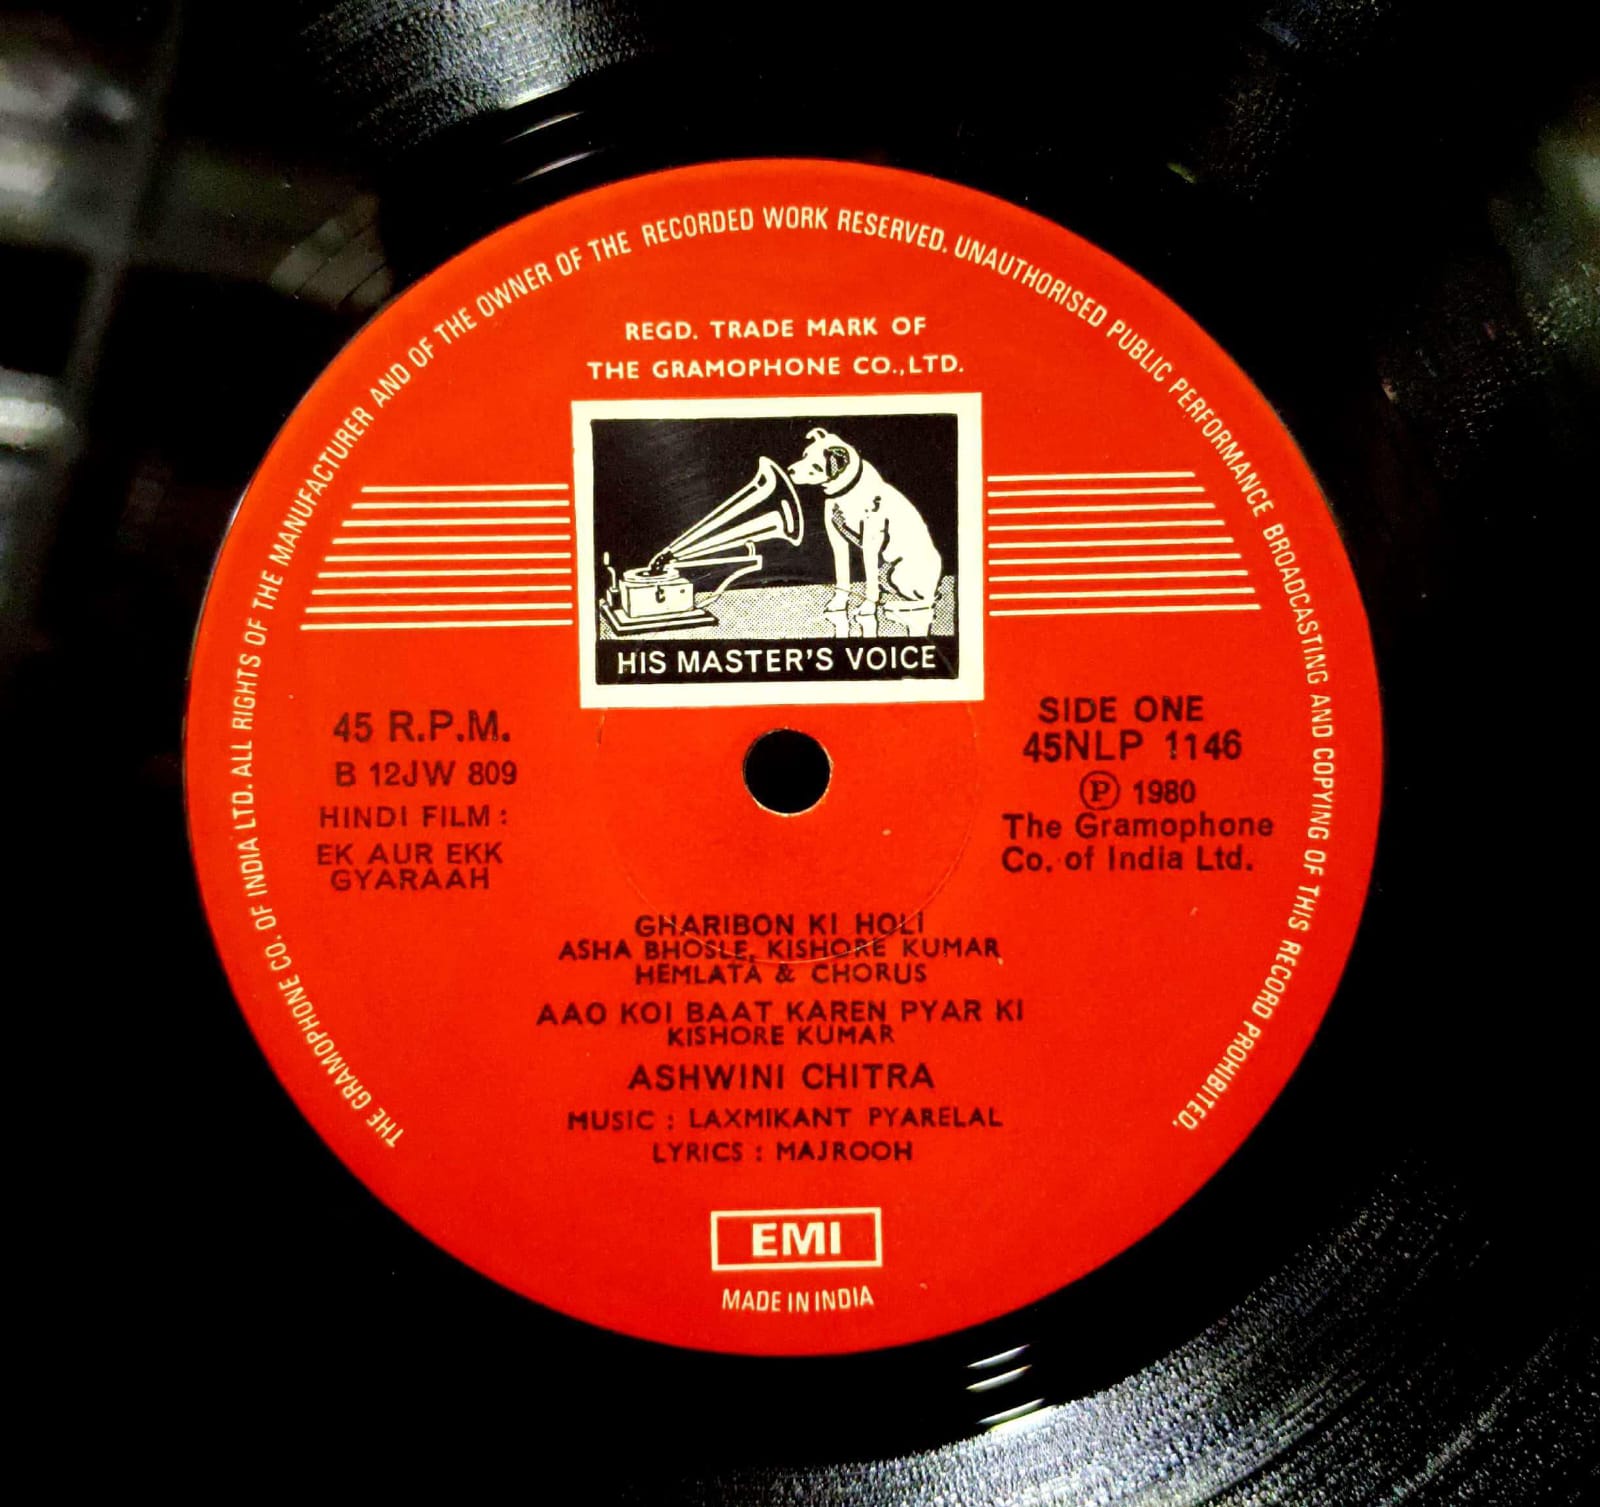 THE GRAMOPHONE CO. OF INDIA LTD. ALL RIGHTS OF THE MANUFACTURER AND OF THE OWNER OF THE RECORDED WORK RESERVED. UNAUTHORISED PUBLIC PERFORMANCE BROADCASTING AND COPYING OF THIS RECORD PROHIBITED.
REGD. TRADE MARK OF
THE GRAMOPHONE CO.,LTD.
HIS MASTER'S VOICE
45 R.P.M.
B 12JW 809
HINDI FILM :
EK AUR EKK
GYARAAH
SIDE ONE
45NLP 1146
Ⓟ 1980
The Gramophone
Co. of India Ltd.
GHARIBON KI HOLI
ASHA BHOSLE, KISHORE KUMAR
HEMLATA & CHORUS
AAO KOI BAAT KAREN PYAR KI
KISHORE KUMAR
ASHWINI CHITRA
MUSIC : LAXMIKANT PYARELAL
LYRICS : MAJROOH
EMI
MADE IN INDIA